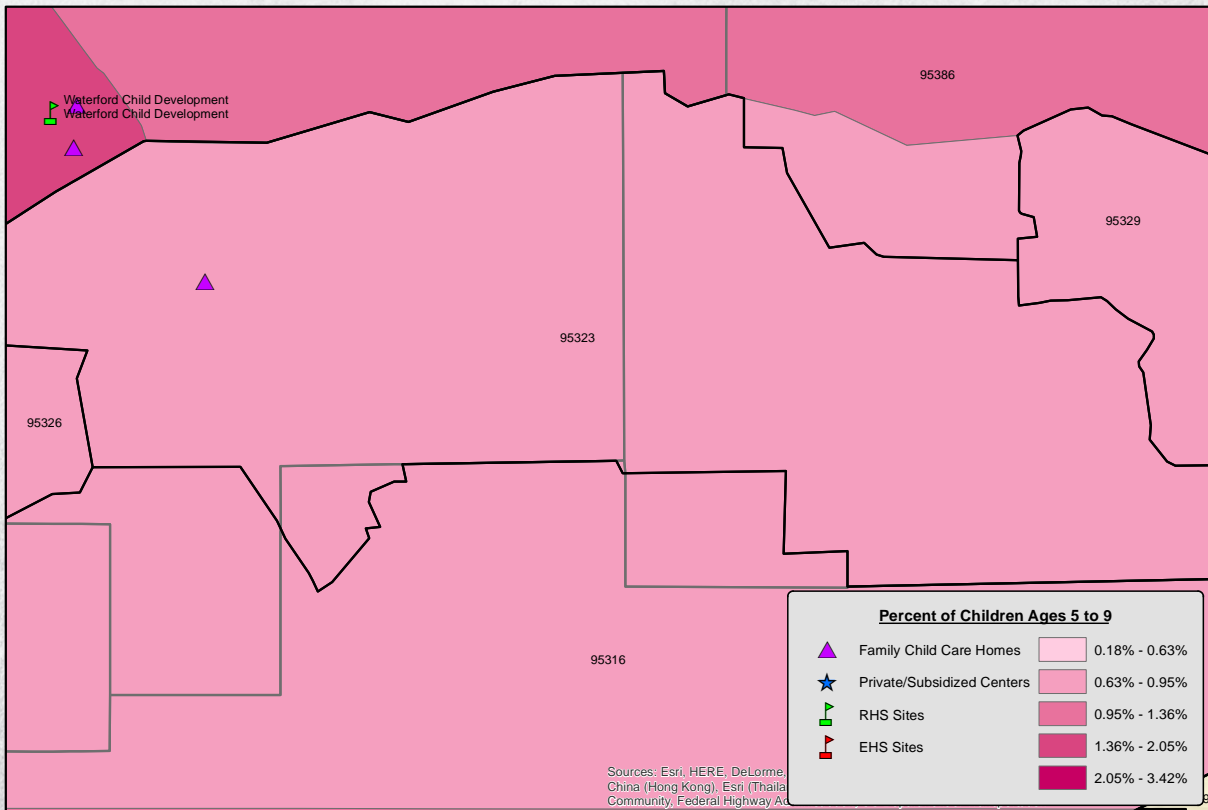 95386
Waterford Child Development
Waterford Child Development
95329
95323
95326
95316
Percent of Children Ages 5 to 9
Family Child Care Homes
Private/Subsidized Centers
RHS Sites
EHS Sites
0.18% - 0.63%
0.63% - 0.95%
0.95% - 1.36%
1.36% - 2.05%
2.05% - 3.42%
Sources: Esri, HERE, DeLorme,
China (Hong Kong), Esri
Community, Federal Highway